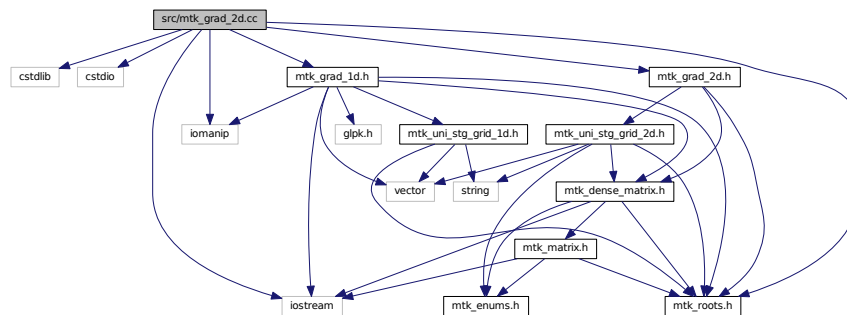 src/mtk_grad_2d.cc
cstdlib
cstdio
mtk_grad_1d.h
mtk_grad_2d.h
iomanip
glpk.h
mtk_uni_stg_grid_1d.h
mtk_uni_stg_grid_2d.h
vector
string
mtk_dense_matrix.h
mtk_matrix.h
iostream
mtk_enums.h
mtk_roots.h